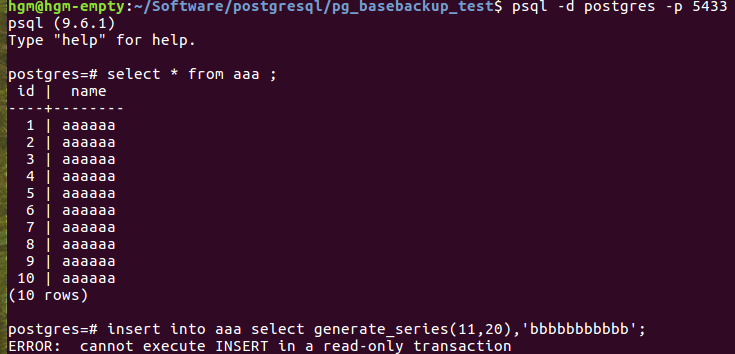 hgm@hgm-empty:~/Software/postgresql/pg_basebackup_test$ psql -d postgres -p 5433
psql (9.6.1)
Type "help" for help.

postgres=# select * from aaa ;
 id |  name
----+--------
  1 | aaaaaa
  2 | aaaaaa
  3 | aaaaaa
  4 | aaaaaa
  5 | aaaaaa
  6 | aaaaaa
  7 | aaaaaa
  8 | aaaaaa
  9 | aaaaaa
 10 | aaaaaa
(10 rows)

postgres=# insert into aaa select generate_series(11,20),'bbbbbbbbbbb';
ERROR:  cannot execute INSERT in a read-only transaction